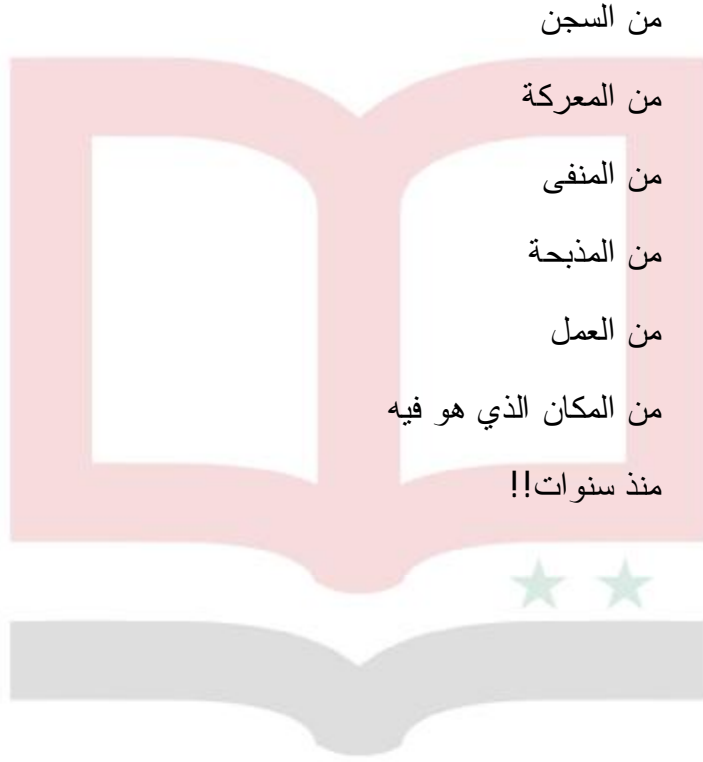 من السجن
من المعركة
من المنفى
من المذبحة
من العمل
من المكان الذي هو فيه
منذ سنوات!!